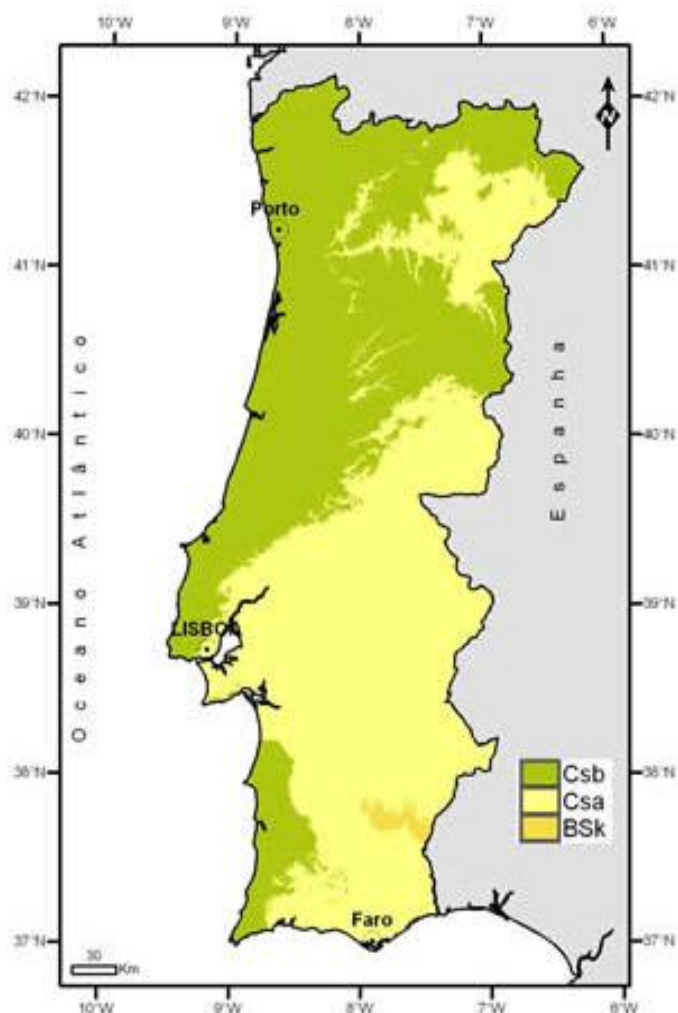 10°W 9°W 8°W 7°W 6°W
42°N 42°N
N
Porto
41°N 41°N
Oceano Atlântico
Espanha
40°N 40°N
39°N 39°N
LISBOA
38°N 38°N
Csb
Csa
BSk
Faro
37°N 37°N
30
Km
10°W 9°W 8°W 7°W 6°W